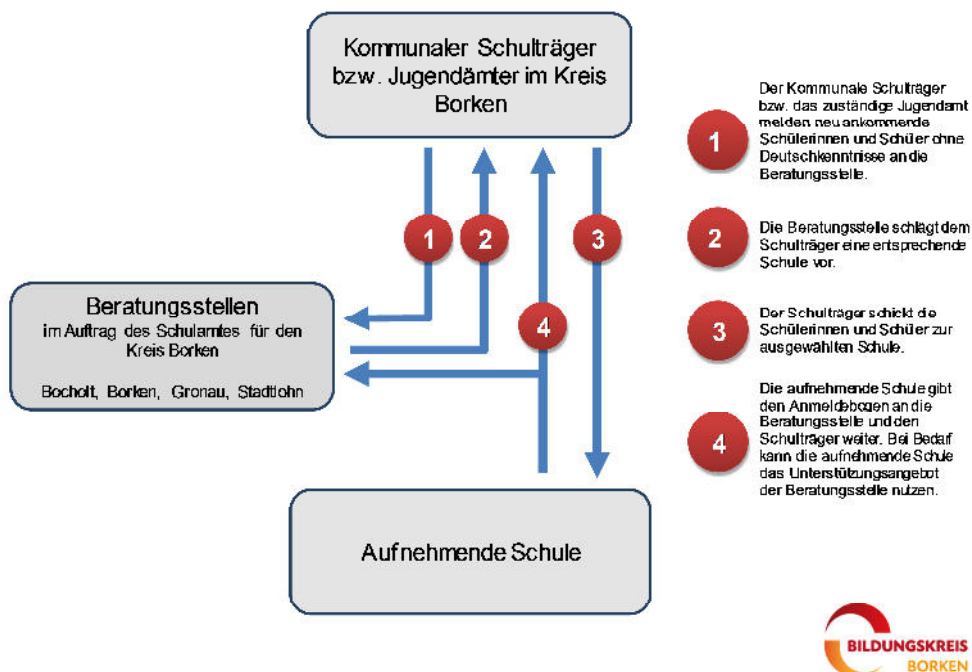 Kommunaler Schulträger
bzw. Jugendämter im Kreis
Borken
1
2
3
4
Beratungsstellen
im Auftrag des Schulamtes für den
Kreis Borken
Bocholt, Borken, Gronau, Stadtlohn
Aufnehmende Schule
1
Der Kommunale Schulträger
bzw. das zuständige Jugendamt
melden neu ankommende
Schülerinnen und Schüler ohne
Deutschkenntnisse an die
Beratungsstelle.
2
Die Beratungsstelle schlägt dem
Schulträger eine entsprechende
Schule vor.
3
Der Schulträger schickt die
Schülerinnen und Schüler zur
ausgewählten Schule.
4
Die aufnehmende Schule gibt
den Anmeldebogen an die
Beratungsstelle und den
Schulträger weiter. Bei Bedarf
kann die aufnehmende Schule
das Unterstützungsangebot
der Beratungsstelle nutzen.
BILDUNGSKREIS
BORKEN